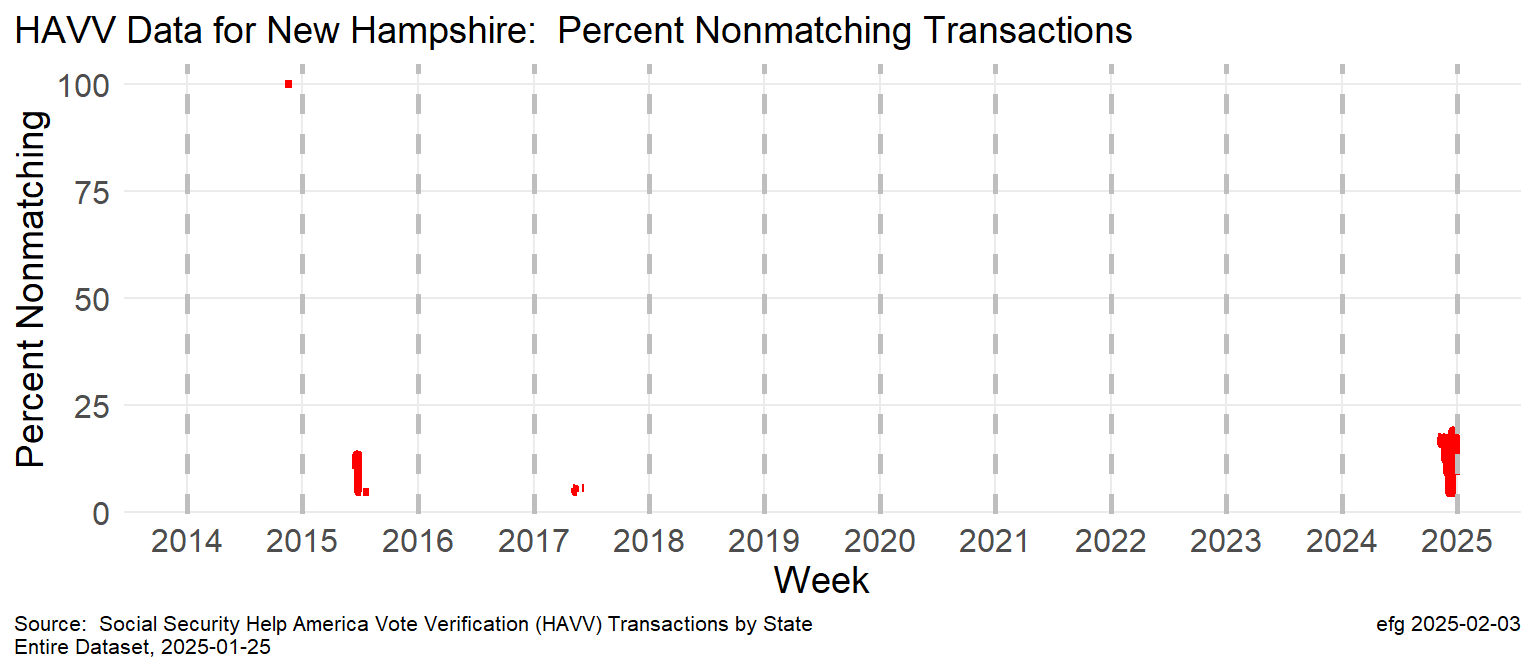 HAVV Data for New Hampshire:  Percent Nonmatching Transactions
Percent Nonmatching
100
75
50
25
0
2014 2015 2016 2017 2018 2019 2020 2021 2022 2023 2024 2025
Week
Source:  Social Security Help America Vote Verification (HAVV) Transactions by State
Entire Dataset, 2025-01-25
efg 2025-02-03